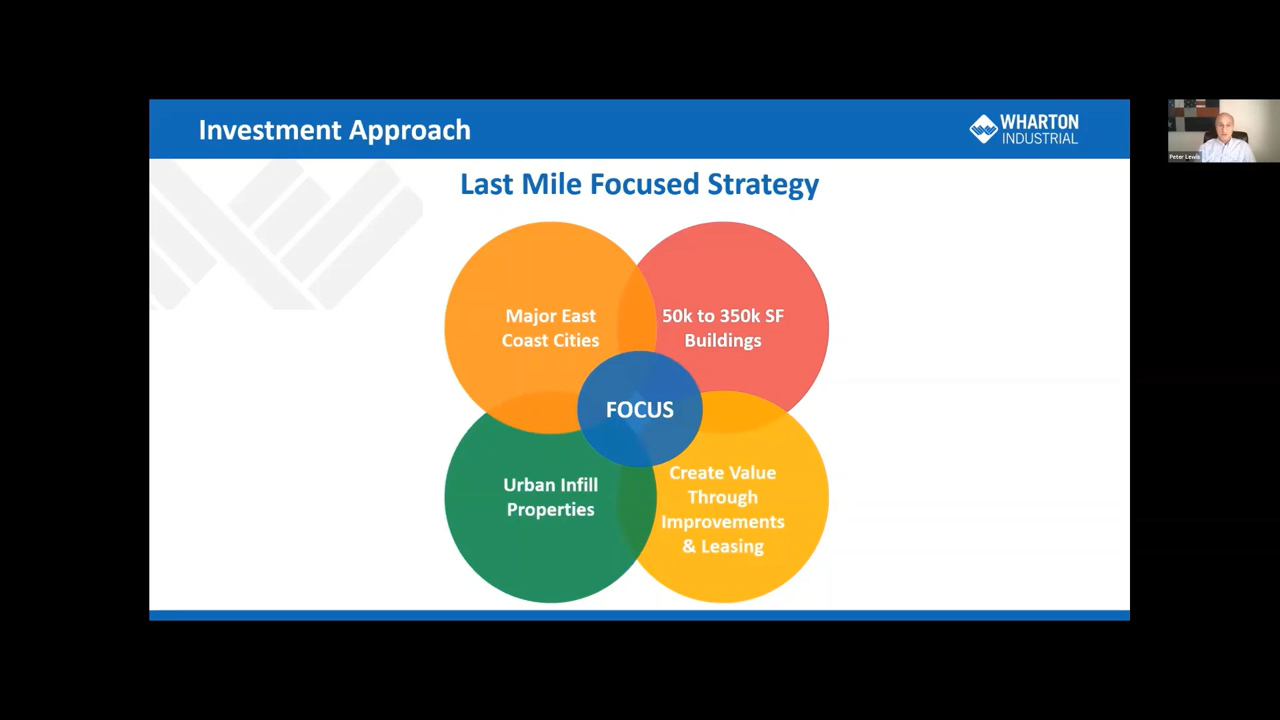 Investment Approach
WHARTON
INDUSTRIAL
Last Mile Focused Strategy
Major East
Coast Cities
50k to 350k SF
Buildings
FOCUS
Urban Infill
Properties
Create Value
Through
Improvements
& Leasing
Peter Lewis